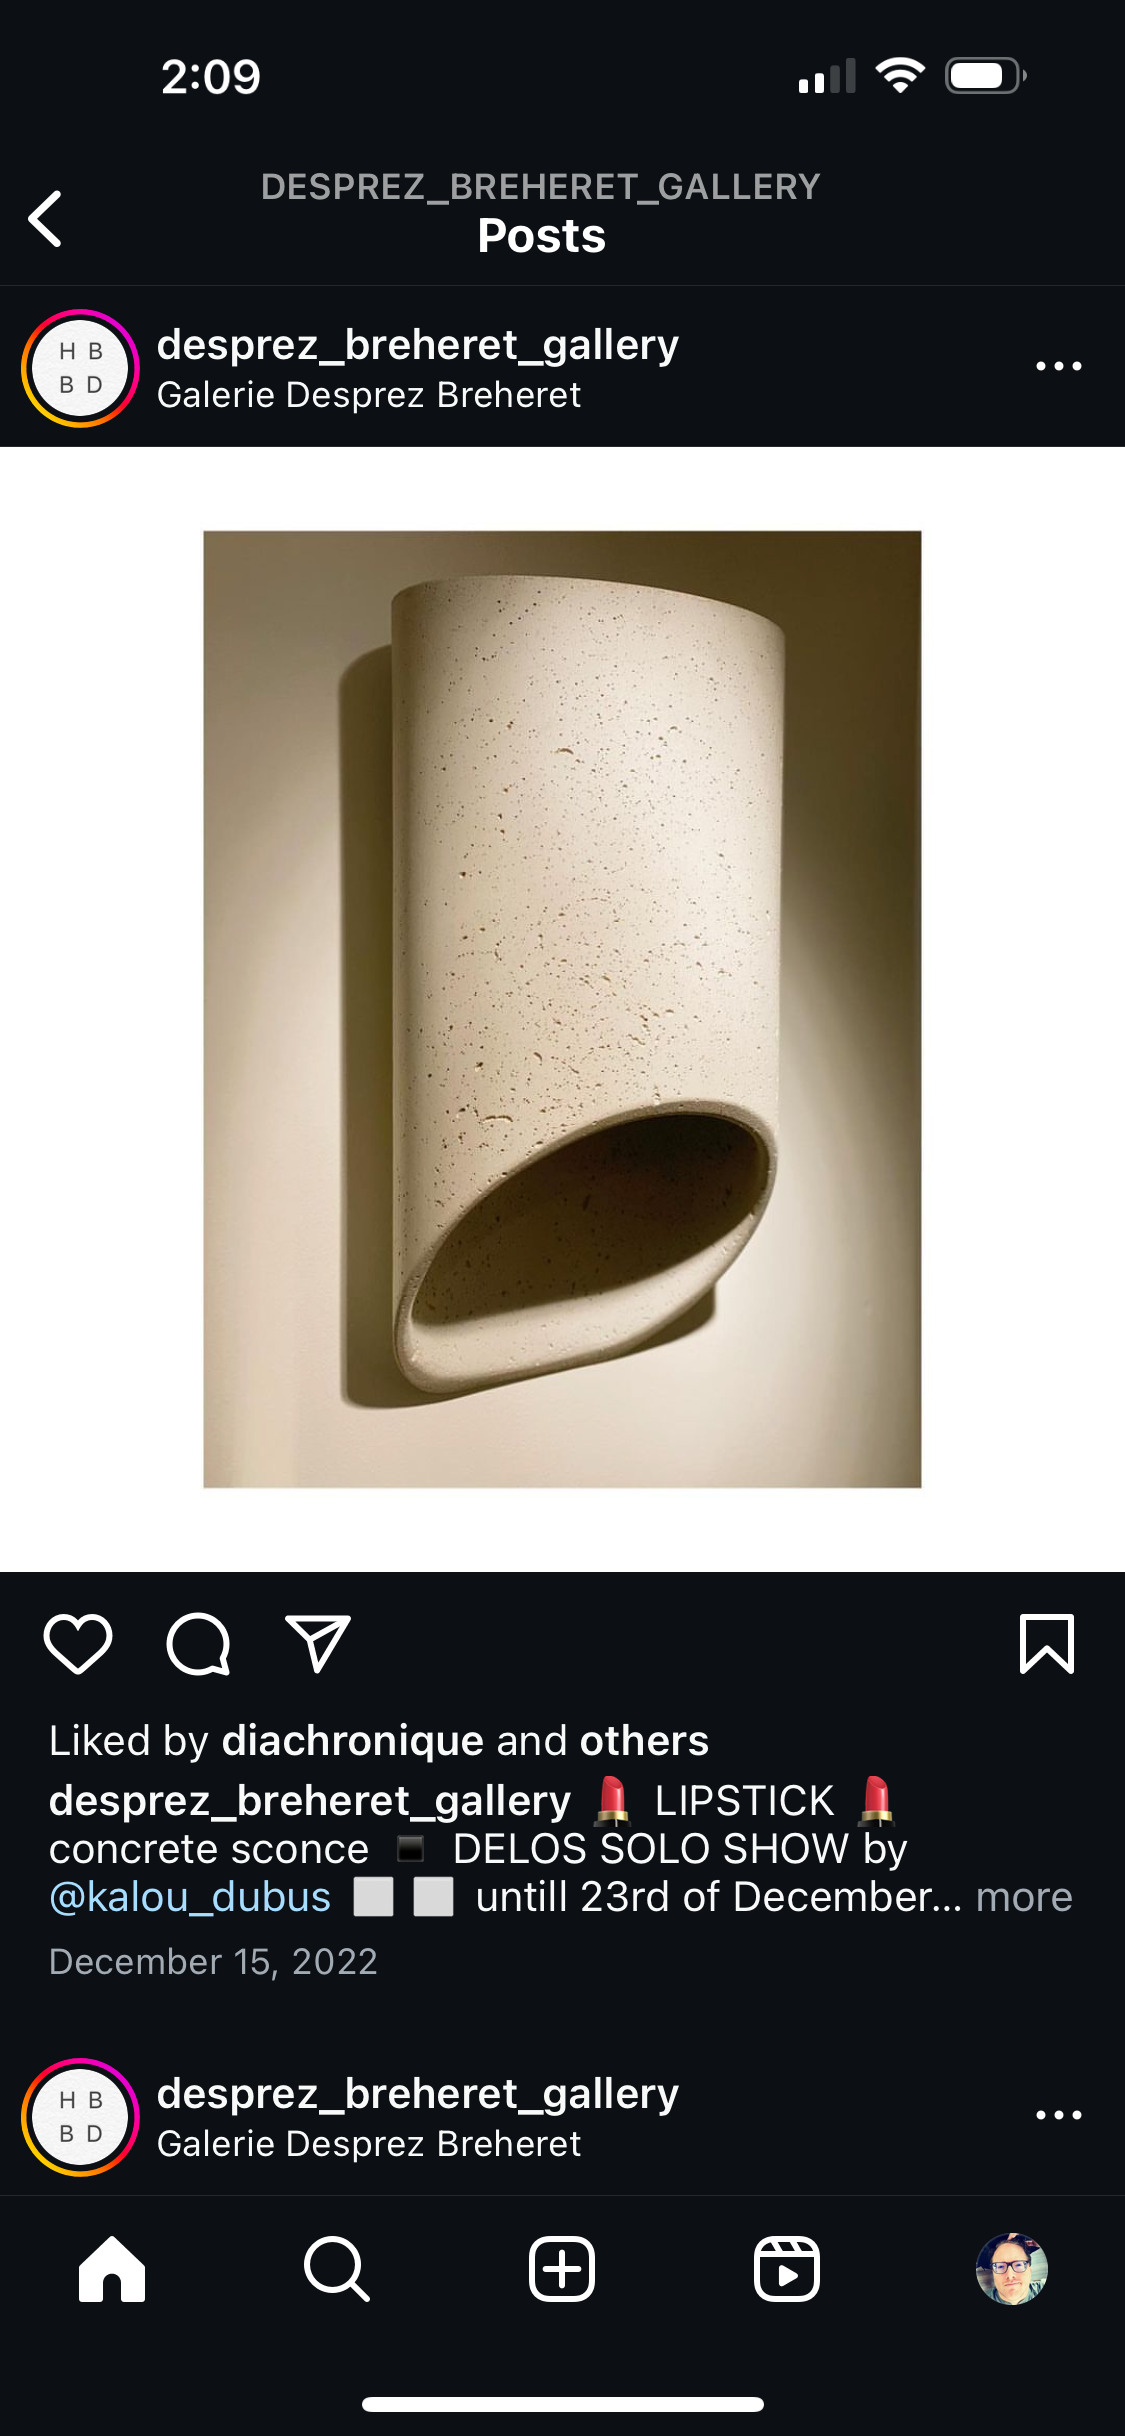 2:09
DESPREZ_BREHERET_GALLERY
Posts
H B
B D
desprez_breheret_gallery
Galerie Desprez Breheret
Liked by diachronique and others
desprez_breheret_gallery 💄 LIPSTICK 💄
concrete sconce ▪️ DELOS SOLO SHOW by
@kalou_dubus ◻️ ◻️ untill 23rd of December... more
December 15, 2022
H B
B D
desprez_breheret_gallery
Galerie Desprez Breheret